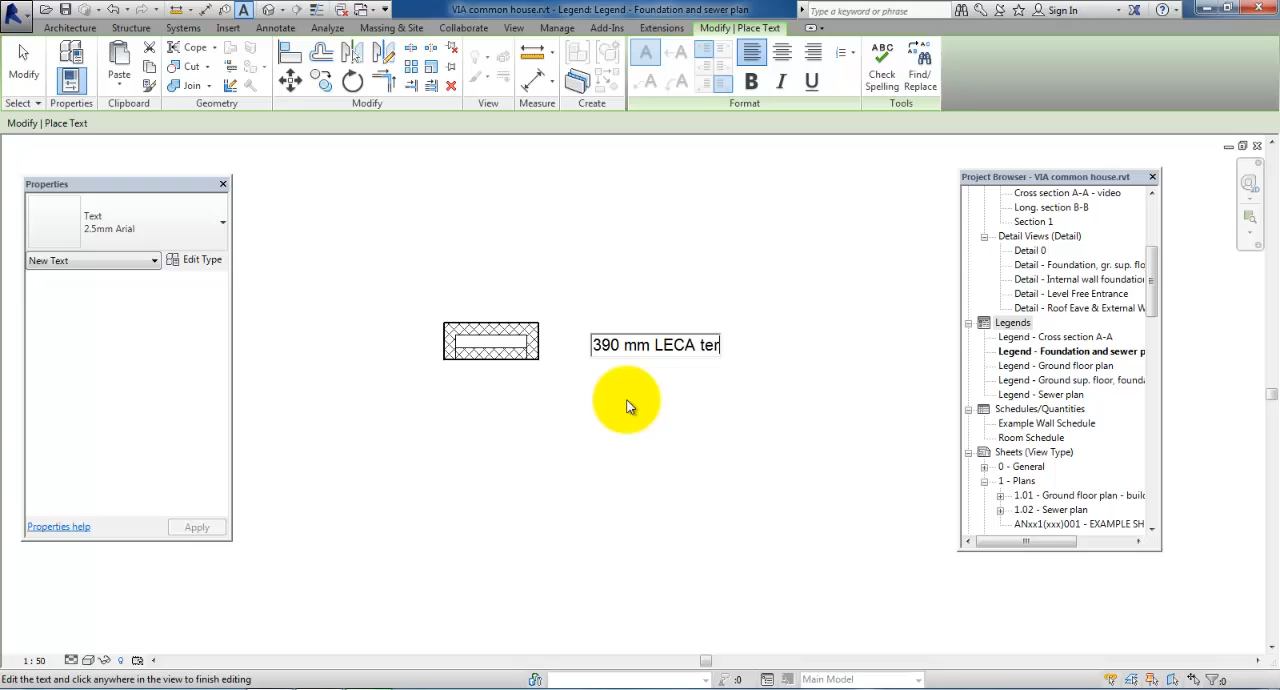 VIA common house.rvt - Legend: Legend - Foundation and sewer plan
Type a keyword or phrase
Sign In
Architecture Structure Systems Insert Annotate Analyze Massing & Site Collaborate View Manage Add-Ins Extensions Modify | Place Text
Modify
Select
Properties
Paste
Clipboard
Cope
Cut
Join
Geometry
Modify
View
Measure
Create
A
B I U
Format
ABC
Check
Spelling
Find/
Replace
Tools
Modify | Place Text
Properties
Text
2.5mm Arial
New Text
Edit Type
Properties help
Apply
390 mm LECA ter
Project Browser - VIA common house.rvt
Cross section A-A - video
Long. section B-B
Section 1
Detail Views (Detail)
Detail 0
Detail - Foundation, gr. sup. flo
Detail - Internal wall foundation
Detail - Level Free Entrance
Detail - Roof Eave & External W
Legends
Legend - Cross section A-A
Legend - Foundation and sewer p
Legend - Ground floor plan
Legend - Ground sup. floor, founda
Legend - Sewer plan
Schedules/Quantities
Example Wall Schedule
Room Schedule
Sheets (View Type)
0 - General
1 - Plans
1.01 - Ground floor plan - build
1.02 - Sewer plan
ANxx1(xxx)001 - EXAMPLE SH
1 : 50
Edit the text and click anywhere in the view to finish editing
:0
Main Model
:0